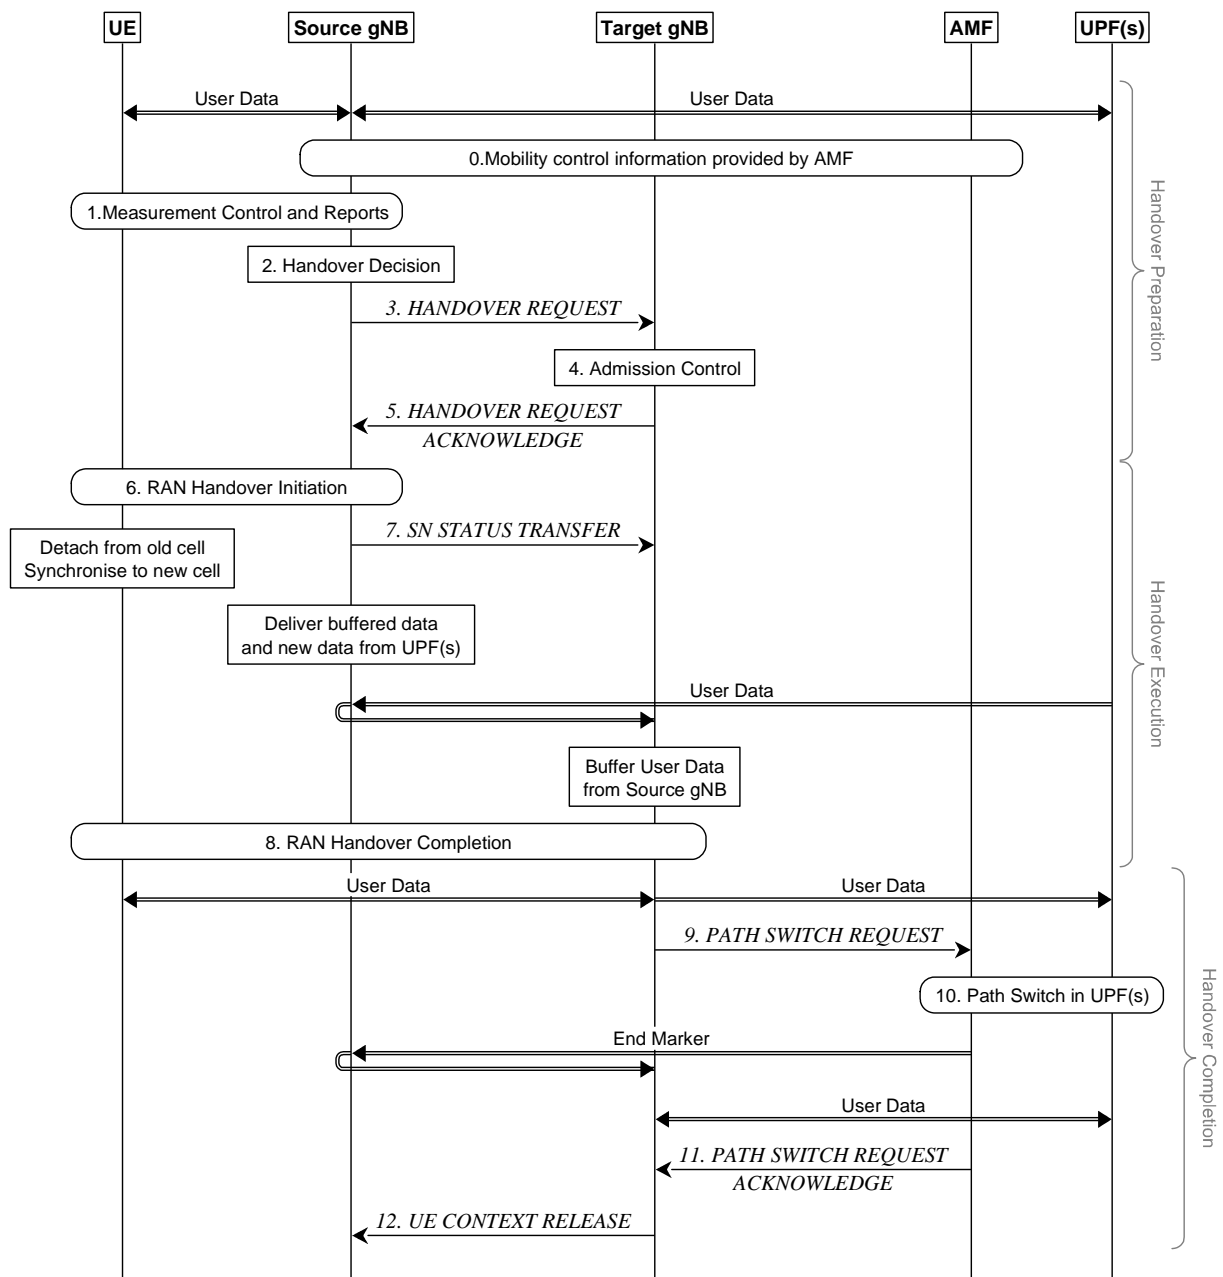 UE
Source gNB
Target gNB
AMF
UPF(s)
User Data
User Data
0.Mobility control information provided by AMF
1.Measurement Control and Reports
2. Handover Decision
3. HANDOVER REQUEST
4. Admission Control
5. HANDOVER REQUEST
ACKNOWLEDGE
Handover Preparation
6. RAN Handover Initiation
7. SN STATUS TRANSFER
Detach from old cell
Synchronise to new cell
Deliver buffered data
and new data from UPF(s)
User Data
Buffer User Data
from Source gNB
8. RAN Handover Completion
Handover Execution
User Data
User Data
9. PATH SWITCH REQUEST
10. Path Switch in UPF(s)
End Marker
User Data
11. PATH SWITCH REQUEST
ACKNOWLEDGE
12. UE CONTEXT RELEASE
Handover Completion